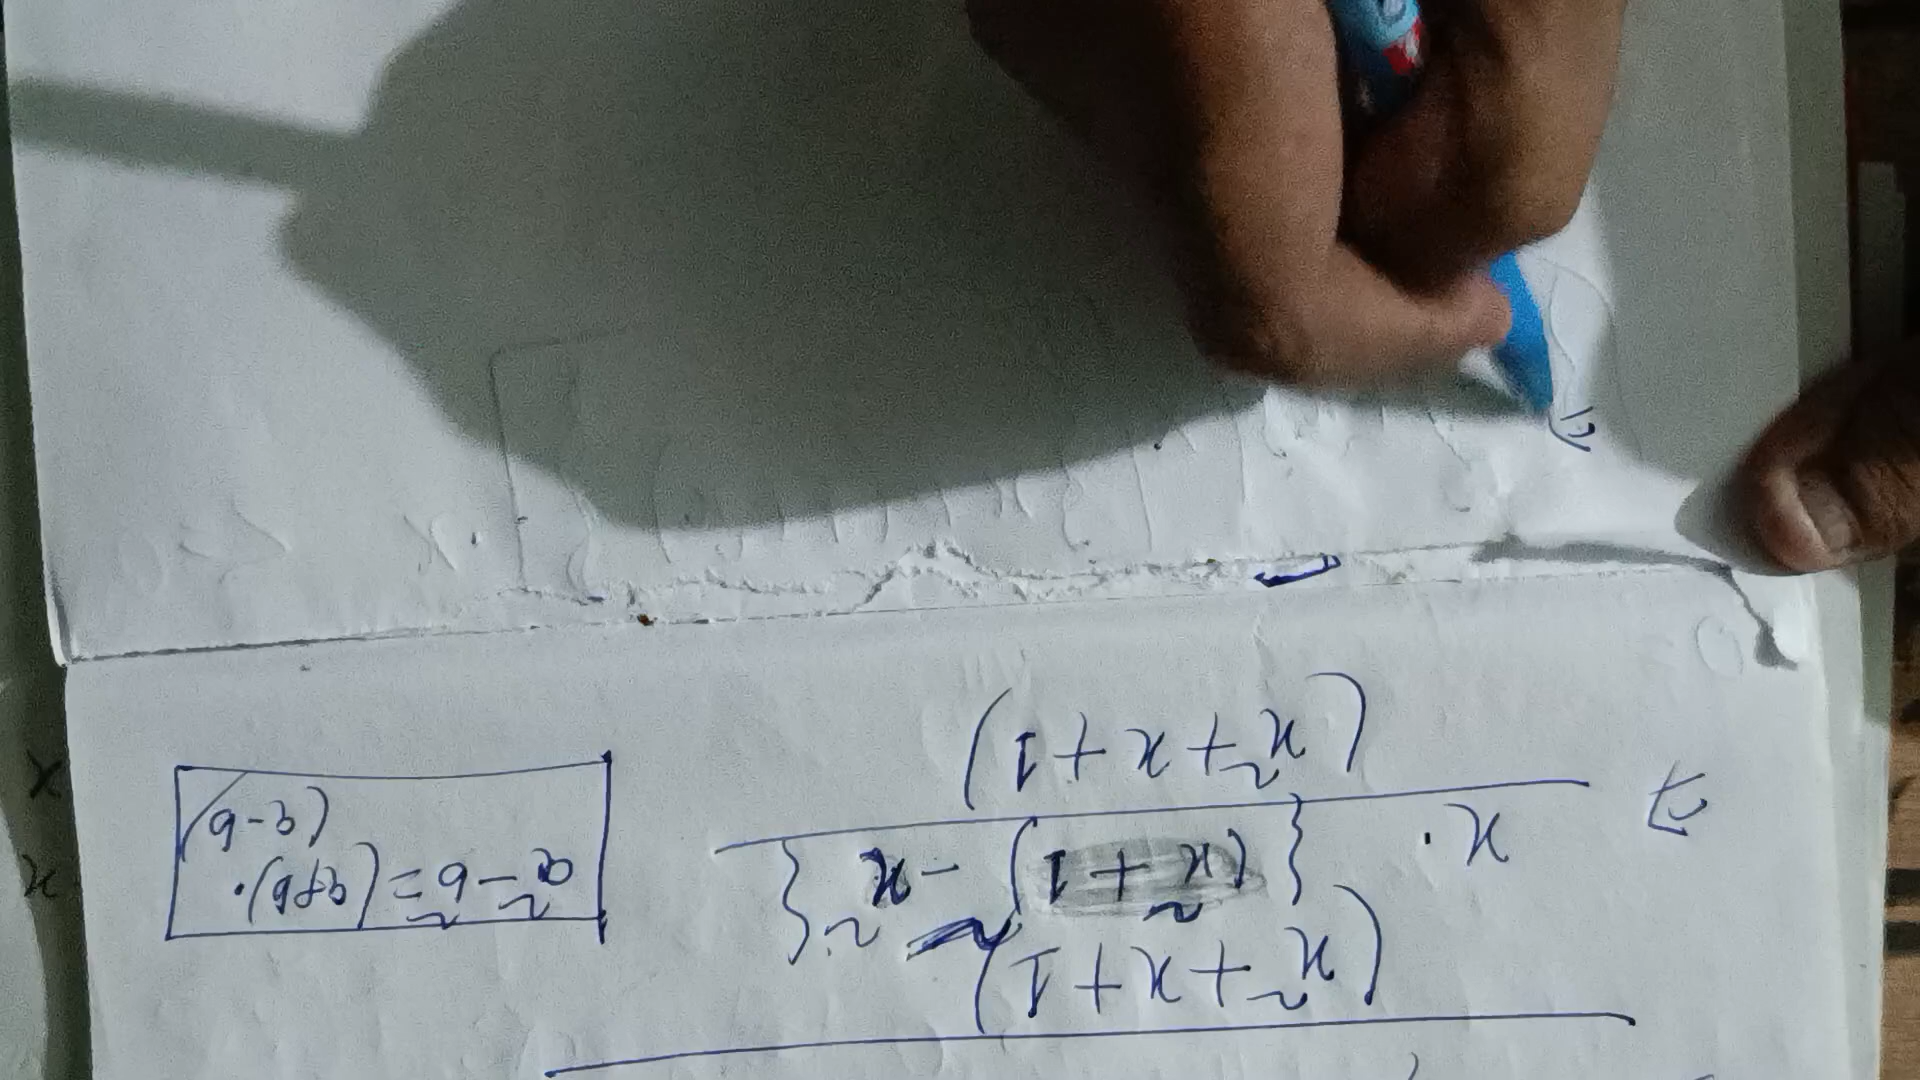 (x²+x+1)
⇒ x · {(x²+1)² − x²}
(x²+x+1)
a²−b²=(a+b)·
(a−b)
⇒